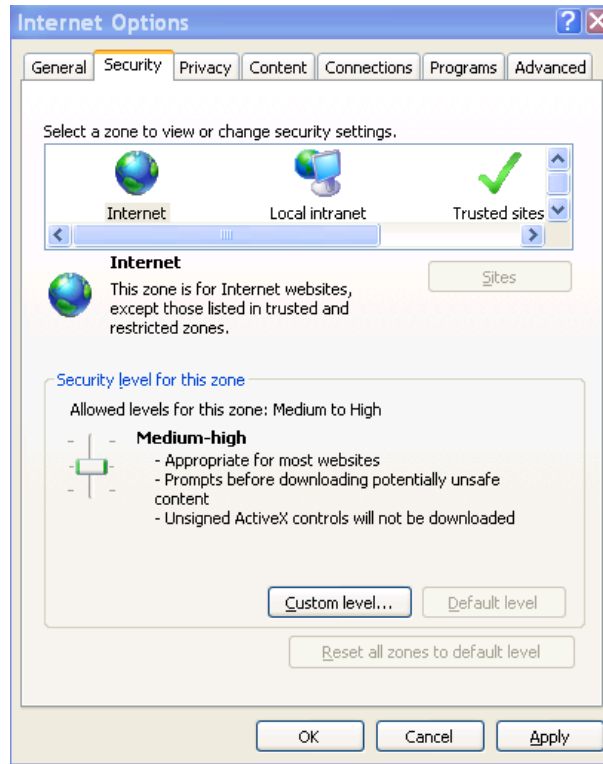 Internet Options
General Security Privacy Content Connections Programs Advanced
Select a zone to view or change security settings.
Internet Local intranet Trusted sites
Internet
Sites
This zone is for Internet websites,
except those listed in trusted and
restricted zones.
Security level for this zone
Allowed levels for this zone: Medium to High
Medium-high
- Appropriate for most websites
- Prompts before downloading potentially unsafe
content
- Unsigned ActiveX controls will not be downloaded
Custom level... Default level
Reset all zones to default level
OK Cancel Apply